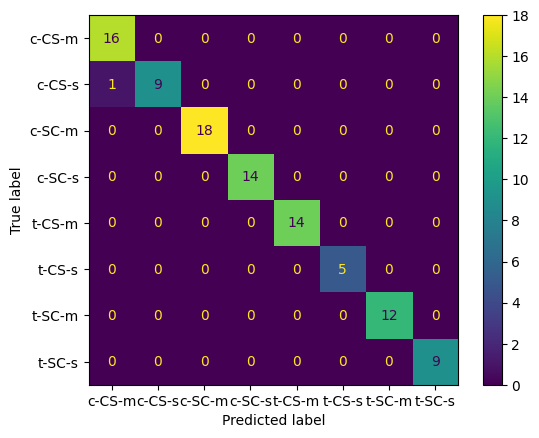 c-CS-m 16 0 0 0 0 0 0 0
c-CS-s 1 9 0 0 0 0 0 0
c-SC-m 0 0 18 0 0 0 0 0
c-SC-s 0 0 0 14 0 0 0 0
t-CS-m 0 0 0 0 14 0 0 0
t-CS-s 0 0 0 0 0 5 0 0
t-SC-m 0 0 0 0 0 0 12 0
t-SC-s 0 0 0 0 0 0 0 9
c-CS-m c-CS-s c-SC-m c-SC-s t-CS-m t-CS-s t-SC-m t-SC-s
Predicted label
True label
18
16
14
12
10
8
6
4
2
0